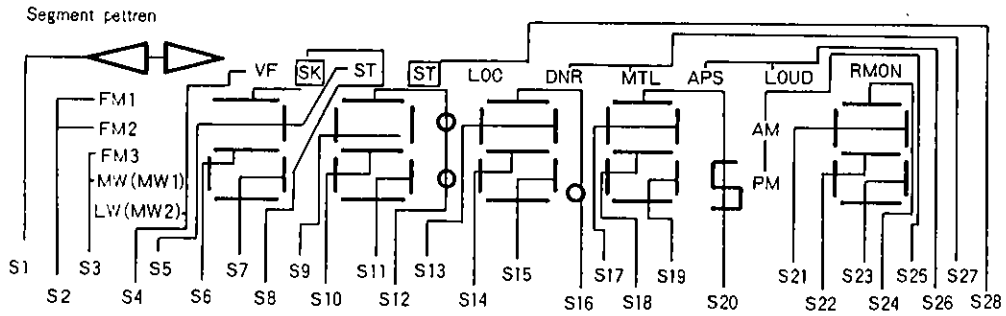 Segment pettren
VF SK ST ST LOC DNR MTL APS LOUD RMON
FM1
FM2
FM3
MW(MW1)
LW(MW2)
AM
PM
S1 S3 S5 S7 S9 S11 S13 S15 S17 S19 S21 S23 S25 S27
S2 S4 S6 S8 S10 S12 S14 S16 S18 S20 S22 S24 S26 S28